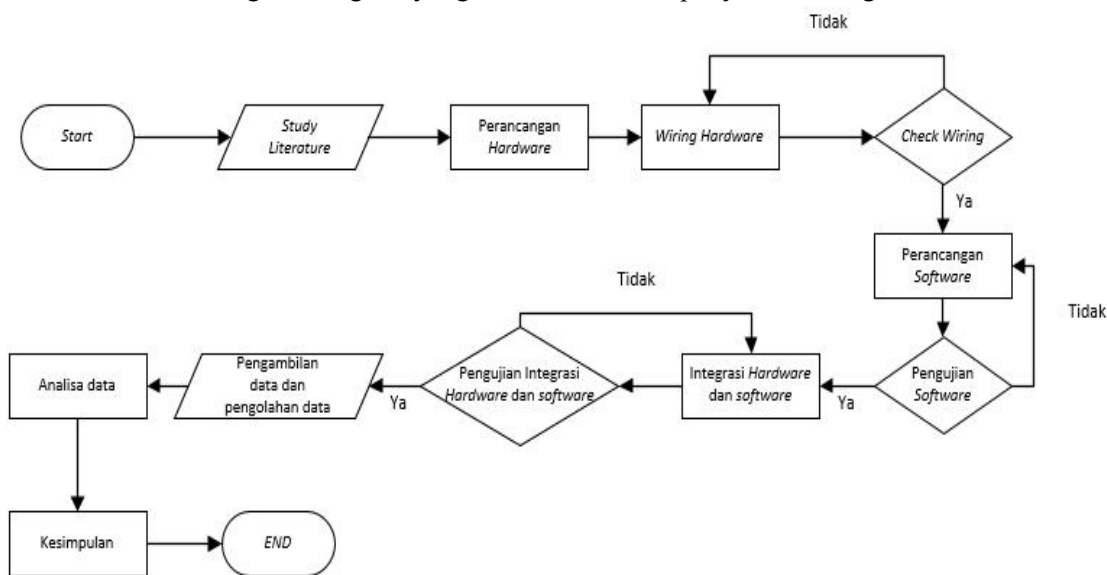 Tidak
Start
Study
Literature
Perancangan
Hardware
Wiring Hardware
Check Wiring
Ya
Perancangan
Software
Tidak
Tidak
Pengujian
Software
Ya
Integrasi Hardware
dan software
Pengujian Integrasi
Hardware dan software
Ya
Pengambilan
data dan
pengolahan data
Analisa data
Kesimpulan
END